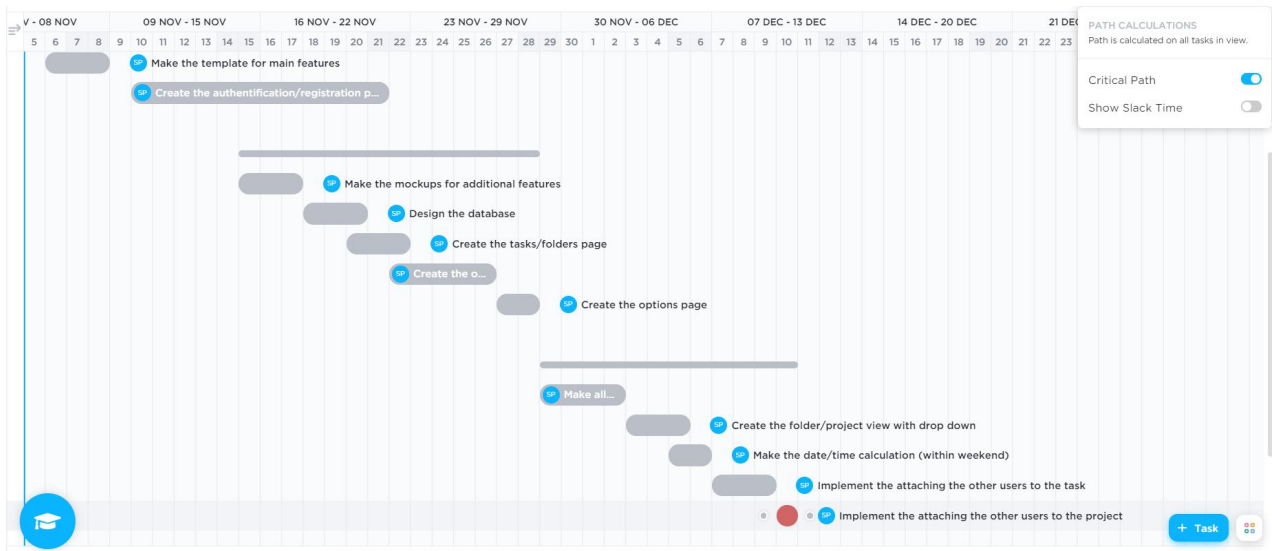 V - 08 NOV 09 NOV - 15 NOV 16 NOV - 22 NOV 23 NOV - 29 NOV 30 NOV - 06 DEC 07 DEC - 13 DEC 14 DEC - 20 DEC 21 DEC
5 6 7 8 9 10 11 12 13 14 15 16 17 18 19 20 21 22 23 24 25 26 27 28 29 30 1 2 3 4 5 6 7 8 9 10 11 12 13 14 15 16 17 18 19 20 21 22 23
PATH CALCULATIONS
Path is calculated on all tasks in view.
Critical Path
Show Slack Time
SP Make the template for main features
SP Create the authentification/registration p...
SP Make the mockups for additional features
SP Design the database
SP Create the tasks/folders page
SP Create the o...
SP Create the options page
SP Make all...
SP Create the folder/project view with drop down
SP Make the date/time calculation (within weekend)
SP Implement the attaching the other users to the task
SP Implement the attaching the other users to the project
+ Task